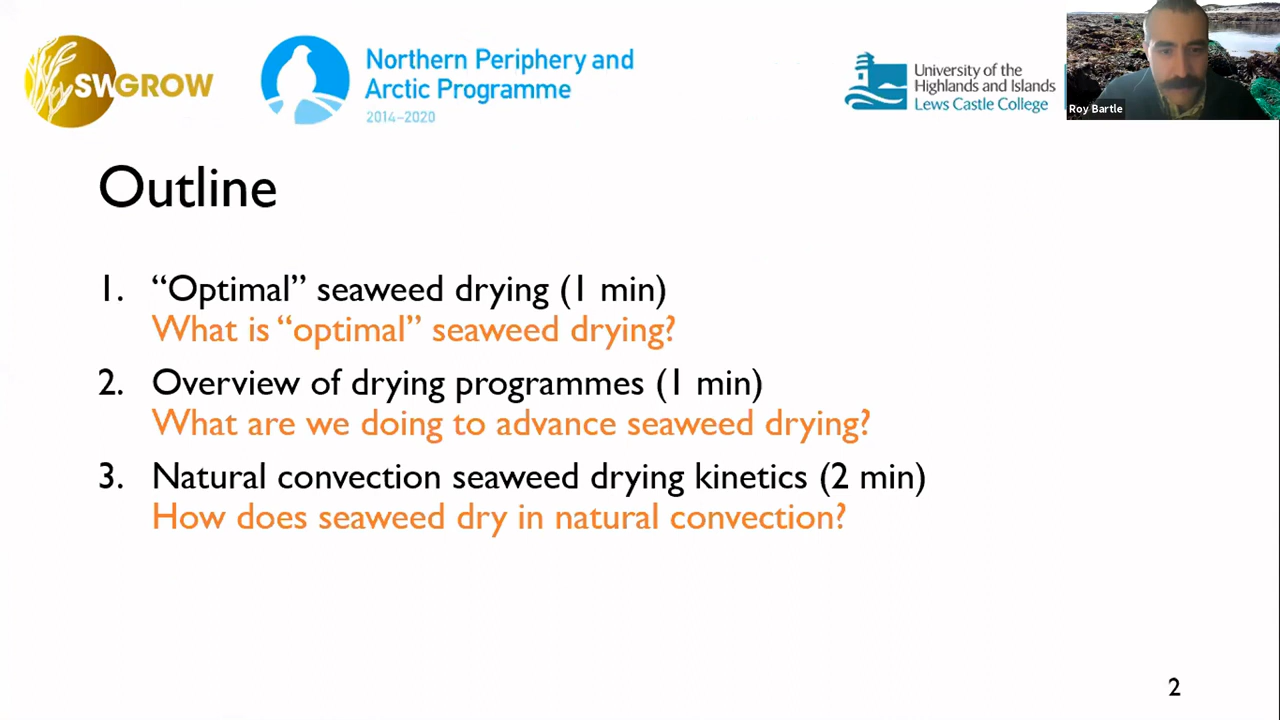 SWGROW
Northern Periphery and
Arctic Programme
2014–2020
University of the
Highlands and Islands
Lews Castle College
Roy Bartle
Outline
1. “Optimal” seaweed drying (1 min)
What is “optimal” seaweed drying?
2. Overview of drying programmes (1 min)
What are we doing to advance seaweed drying?
3. Natural convection seaweed drying kinetics (2 min)
How does seaweed dry in natural convection?
2